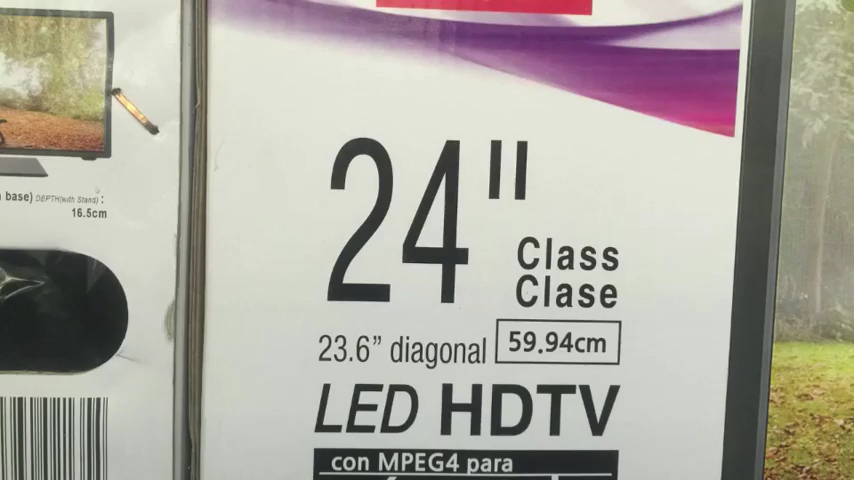 base) DEPTH(with Stand) :
16.5cm
24"
Class
Clase
23.6” diagonal 59.94cm
LED HDTV
con MPEG4 para